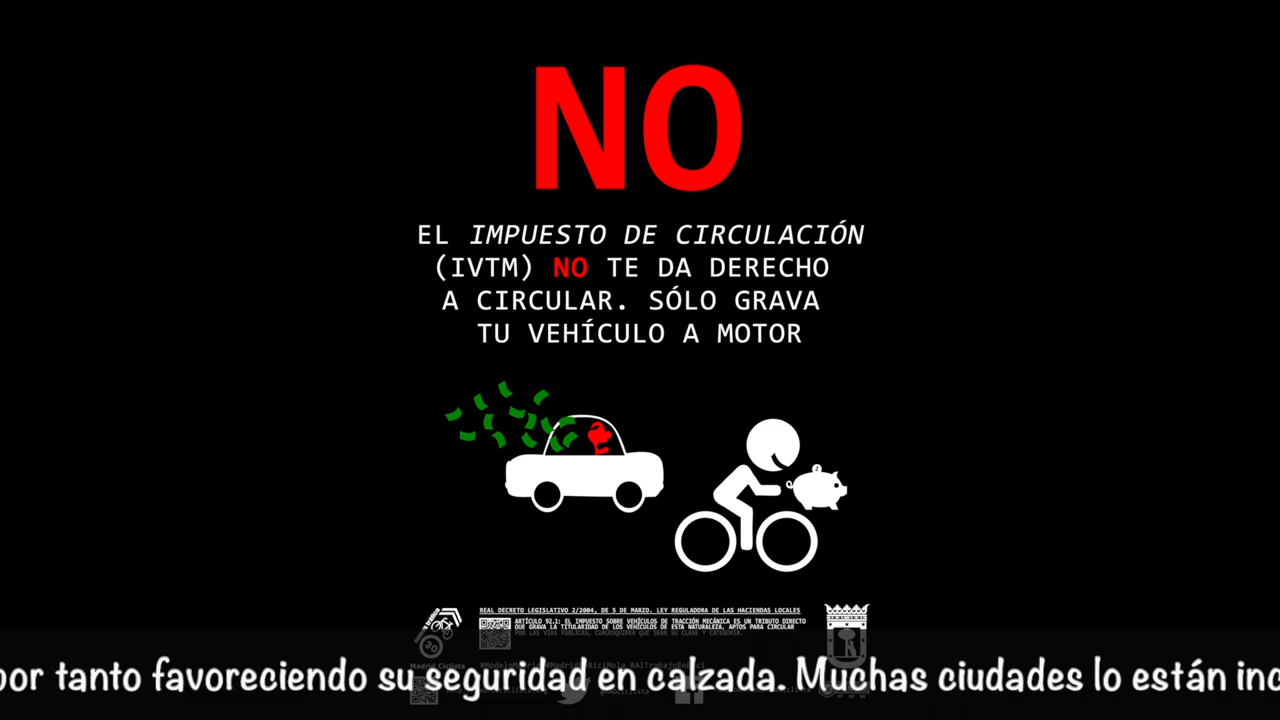 NO
EL IMPUESTO DE CIRCULACIÓN
(IVTM) NO TE DA DERECHO
A CIRCULAR. SÓLO GRAVA
TU VEHÍCULO A MOTOR
REAL DECRETO LEGISLATIVO 2/2004, DE 5 DE MARZO. LEY REGULADORA DE LAS HACIENDAS LOCALES
ARTÍCULO 92.1: EL IMPUESTO SOBRE VEHÍCULOS DE TRACCIÓN MECÁNICA ES UN TRIBUTO DIRECTO
QUE GRAVA LA TITULARIDAD DE LOS VEHÍCULOS DE ESTA NATURALEZA, APTOS PARA CIRCULAR
POR LAS VÍAS PÚBLICAS, CUALESQUIERA QUE SEAN SU CLASE Y CATEGORÍA.
30
Madrid Ciclista
por tanto favoreciendo su seguridad en calzada. Muchas ciudades lo están inc